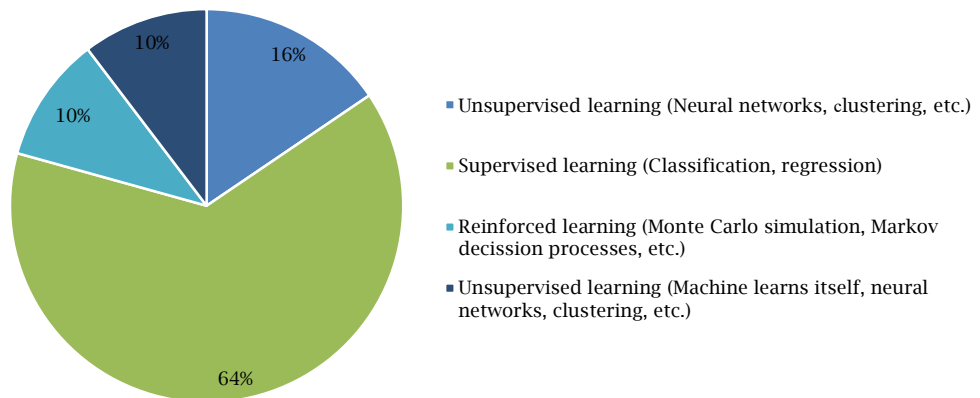 10%
16%
10%
64%
Unsupervised learning (Neural networks, clustering, etc.)
Supervised learning (Classification, regression)
Reinforced learning (Monte Carlo simulation, Markov
decission processes, etc.)
Unsupervised learning (Machine learns itself, neural
networks, clustering, etc.)